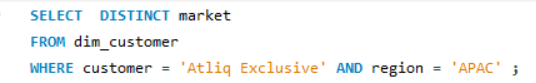 SELECT  DISTINCT market
FROM dim_customer
WHERE customer = 'Atliq Exclusive' AND region = 'APAC' ;